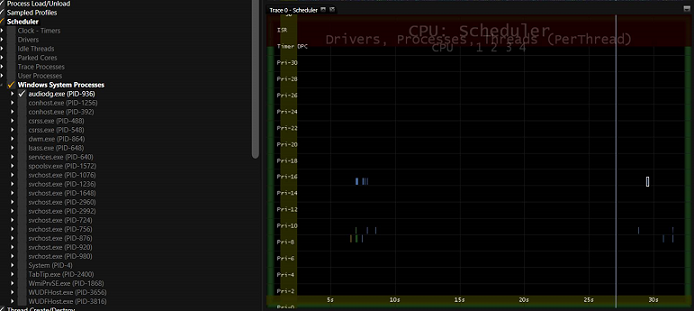 Process Load/Unload
Sampled Profiles
Scheduler
Clock - Timers
Drivers
Idle Threads
Parked Cores
Trace Processes
User Processes
Windows System Processes
audiodg.exe (PID-936)
conhost.exe (PID-1256)
conhost.exe (PID-392)
csrss.exe (PID-488)
csrss.exe (PID-548)
dwm.exe (PID-864)
lsass.exe (PID-648)
services.exe (PID-640)
spoolsv.exe (PID-1572)
svchost.exe (PID-1076)
svchost.exe (PID-1236)
svchost.exe (PID-1648)
svchost.exe (PID-2960)
svchost.exe (PID-2992)
svchost.exe (PID-724)
svchost.exe (PID-756)
svchost.exe (PID-876)
svchost.exe (PID-920)
svchost.exe (PID-980)
System (PID-4)
TabTip.exe (PID-2400)
WmiPrvSE.exe (PID-1868)
WUDFHost.exe (PID-3656)
WUDFHost.exe (PID-3816)
Thread Create/Destroy
Trace 0 - Scheduler
CPU: Scheduler
Drivers, Processes, Threads (PerThread)
CPU 1 2 3 4
ISR
Timer DPC
Pri-30
Pri-28
Pri-26
Pri-24
Pri-22
Pri-20
Pri-18
Pri-16
Pri-14
Pri-12
Pri-10
Pri-8
Pri-6
Pri-4
Pri-2
Pri-0
5s 10s 15s 20s 25s 30s